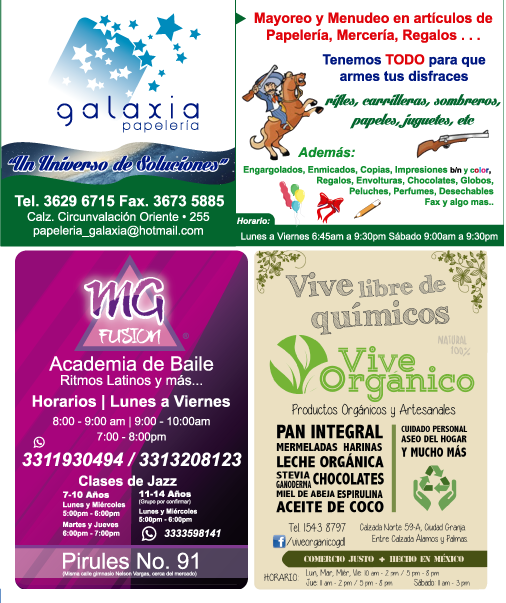 galaxia
papelería
"Un Universo de Soluciones"
Tel. 3629 6715 Fax. 3673 5885
Calz. Circunvalación Oriente • 255
papeleria_galaxia@hotmail.com
Mayoreo y Menudeo en artículos de
Papelería, Mercería, Regalos . . .
Tenemos TODO para que
armes tus disfraces
rifles, carrilleras, sombreros,
papeles, juguetes, etc
Además:
Engargolados, Enmicados, Copias, Impresiones b/n y color,
Regalos, Envolturas, Chocolates, Globos,
Peluches, Perfumes, Desechables
Fax y algo mas..
Horario:
Lunes a Viernes 6:45am a 9:30pm Sábado 9:00am a 9:30pm
MG
FUSION
Academia de Baile
Ritmos Latinos y más...
Horarios | Lunes a Viernes
8:00 - 9:00 am | 9:00 - 10:00am
7:00 - 8:00pm
3311930494 / 3313208123
Clases de Jazz
7-10 Años
Lunes y Miércoles
5:00pm - 6:00pm
Martes y Jueves
6:00pm - 7:00pm
11-14 Años
(Grupo por confirmar)
Lunes y Miércoles
5:00pm - 6:00pm
3333598141
Pirules No. 91
(Misma calle gimnasio Nelson Vargas, cerca del mercado)
Vive libre de
químicos
NATURAL
100%
Vive
Orgánico
Productos Orgánicos y Artesanales
PAN INTEGRAL
MERMELADAS HARINAS
LECHE ORGÁNICA
STEVIA CHOCOLATES
GANODERMA
MIEL DE ABEJA ESPIRULINA
ACEITE DE COCO
CUIDADO PERSONAL
ASEO DEL HOGAR
Y MUCHO MÁS
Tel. 1543 8797
/viveorganicogdl
Calzada Norte 59-A, Ciudad Granja.
Entre Calzada Alamos y Palmas.
COMERCIO JUSTO + HECHO EN MÉXICO
HORARIO: Lun, Mar, Miér, Vie 10 am - 2 pm / 5 pm - 8 pm
Jue 11 am - 2 pm / 5 pm - 8 pm Sábado 11 am - 3 pm